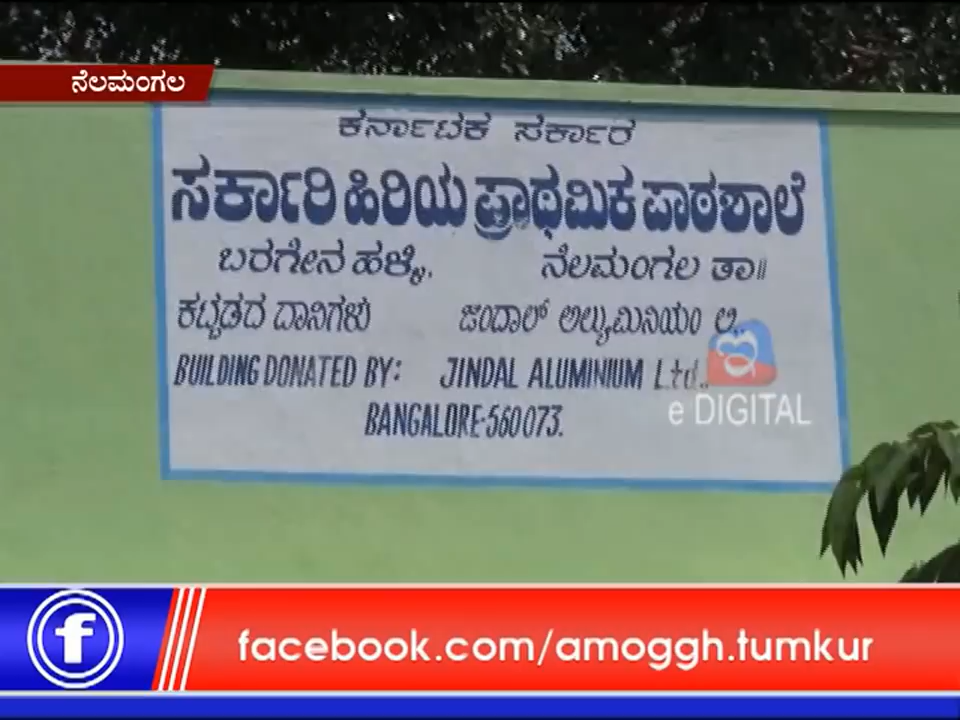 ನೆಲಮಂಗಲ
ಕರ್ನಾಟಕ ಸರ್ಕಾರ
ಸರ್ಕಾರಿ ಹಿರಿಯ ಪ್ರಾಥಮಿಕ ಪಾಠಶಾಲೆ
ಬರಗೇನ ಹಳ್ಳಿ. ನೆಲಮಂಗಲ ತಾ||
ಕಟ್ಟಡದ ದಾನಿಗಳು ಜಿಂದಾಲ್ ಅಲ್ಯುಮಿನಿಯಂ ಲಿ.
BUILDING DONATED BY: JINDAL ALUMINIUM Ltd.,
BANGALORE-560073.
e DIGITAL
facebook.com/amoggh.tumkur